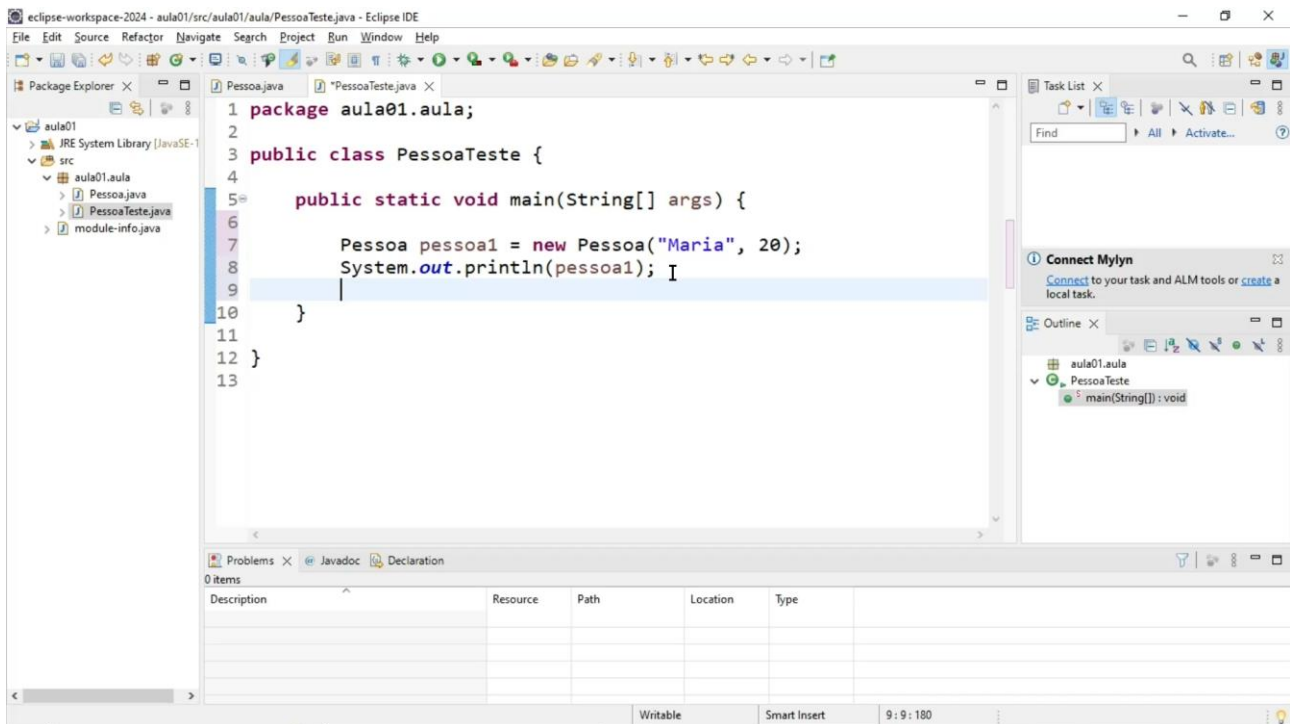 eclipse-workspace-2024 - aula01/src/aula01/aula/PessoaTeste.java - Eclipse IDE
File Edit Source Refactor Navigate Search Project Run Window Help
Package Explorer
aula01
JRE System Library [JavaSE-1
src
aula01.aula
Pessoa.java
PessoaTeste.java
module-info.java
Pessoa.java
*PessoaTeste.java
1 package aula01.aula;
2
3 public class PessoaTeste {
4
5 public static void main(String[] args) {
6
7 Pessoa pessoa1 = new Pessoa("Maria", 20);
8 System.out.println(pessoa1);
9
10 }
11
12 }
13
Task List
Find All Activate...
Connect Mylyn
Connect to your task and ALM tools or create a
local task.
Outline
aula01.aula
PessoaTeste
main(String[]) : void
Problems Javadoc Declaration
0 items
Description Resource Path Location Type
Writable Smart Insert 9 : 9 : 180